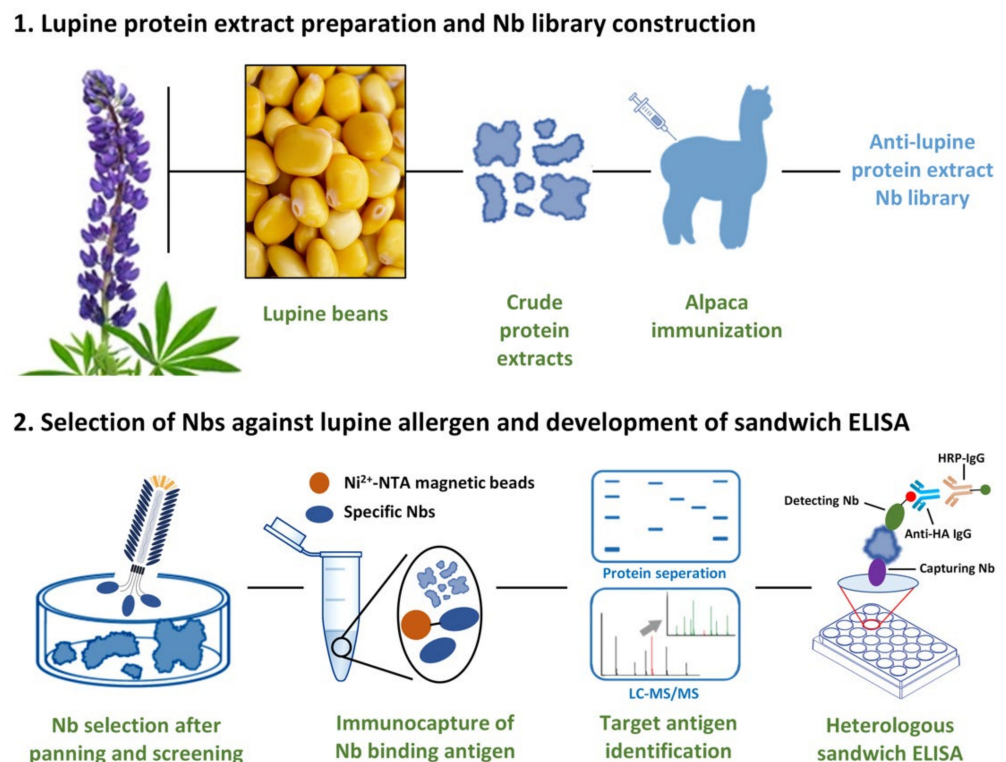 1. Lupine protein extract preparation and Nb library construction
Anti-lupine
protein extract
Nb library
Lupine beans
Crude
protein
extracts
Alpaca
immunization
2. Selection of Nbs against lupine allergen and development of sandwich ELISA
Ni²⁺-NTA magnetic beads
Specific Nbs
HRP-IgG
Detecting Nb
Anti-HA IgG
Capturing Nb
Protein seperation
LC-MS/MS
Nb selection after
panning and screening
Immunocapture of
Nb binding antigen
Target antigen
identification
Heterologous
sandwich ELISA